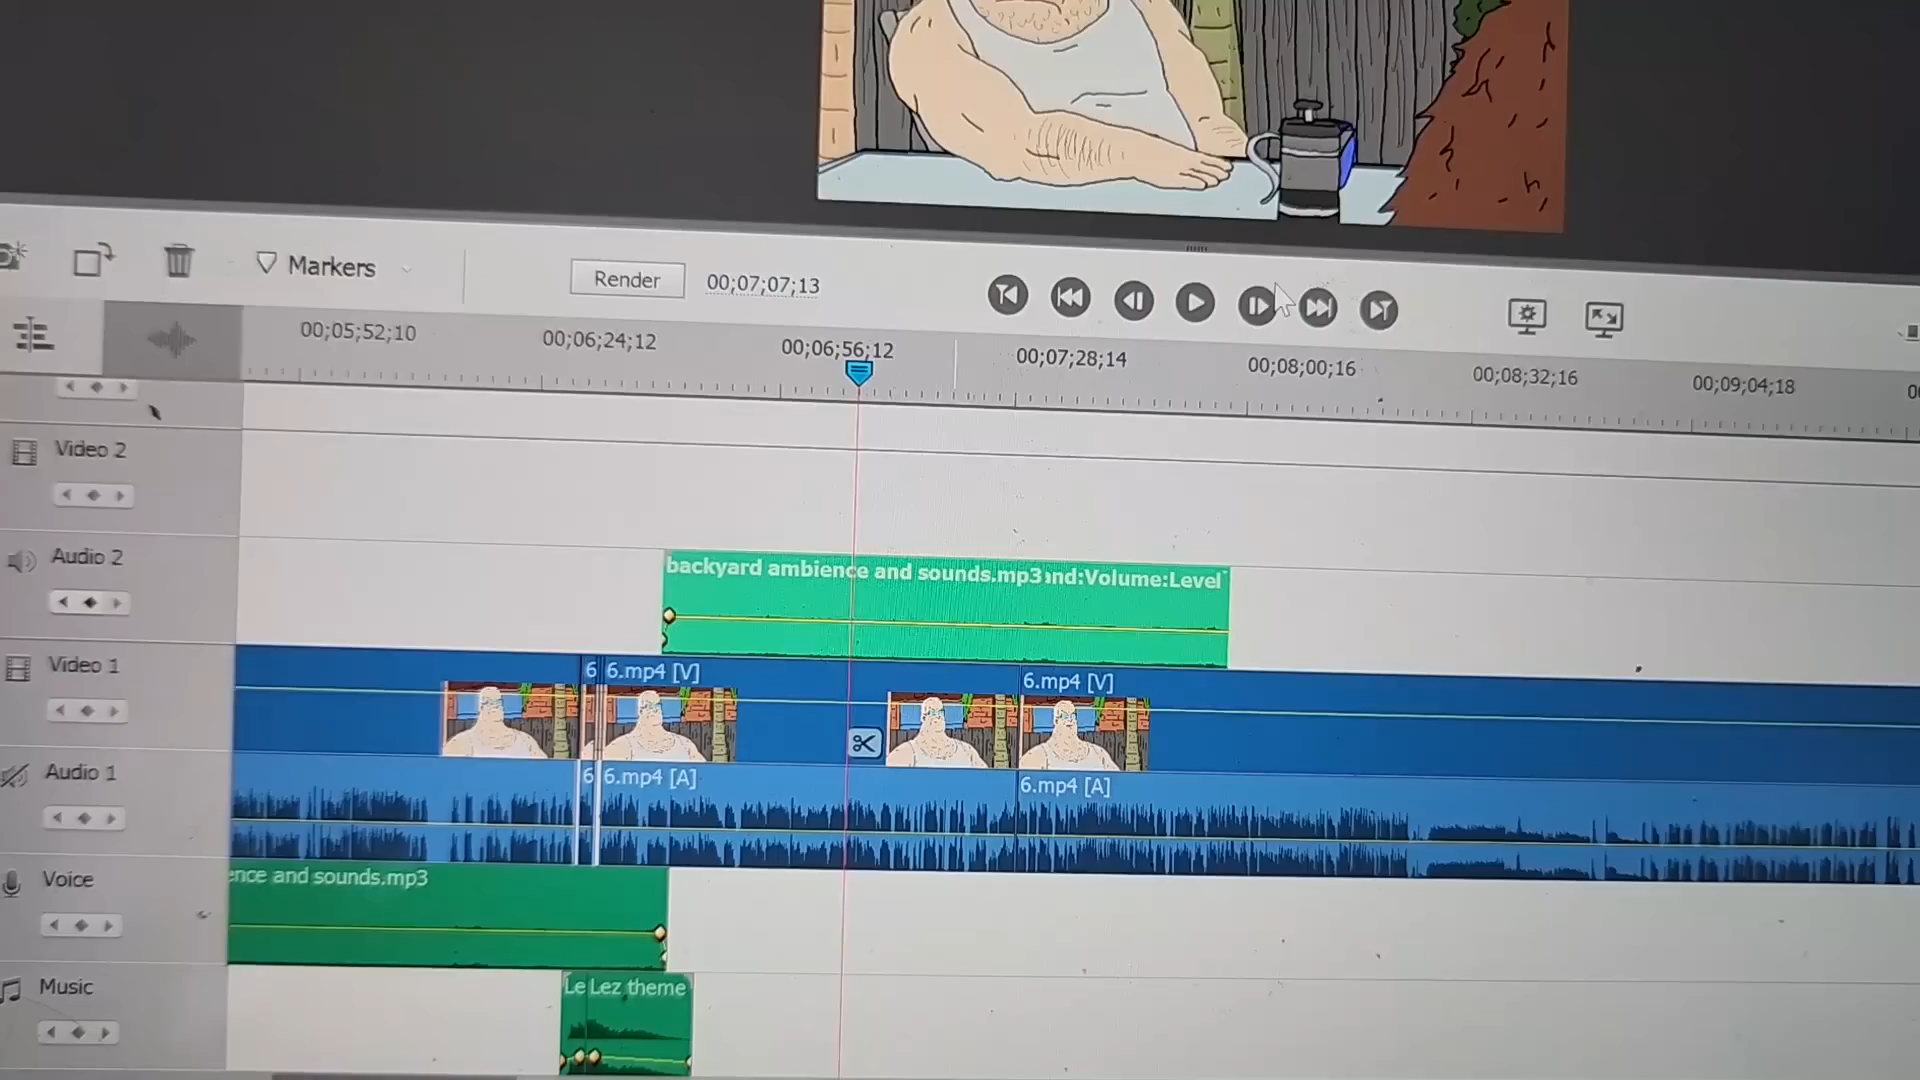 Markers
Render
00;07;07;13
00;05;52;10
00;06;24;12
00;06;56;12
00;07;28;14
00;08;00;16
00;08;32;16
00;09;04;18
Video 2
Audio 2
backyard ambience and sounds.mp3 ind:Volume:Level
Video 1
6
6.mp4 [V]
6.mp4 [V]
Audio 1
6
6.mp4 [A]
6.mp4 [A]
Voice
ence and sounds.mp3
Music
Le Lez theme